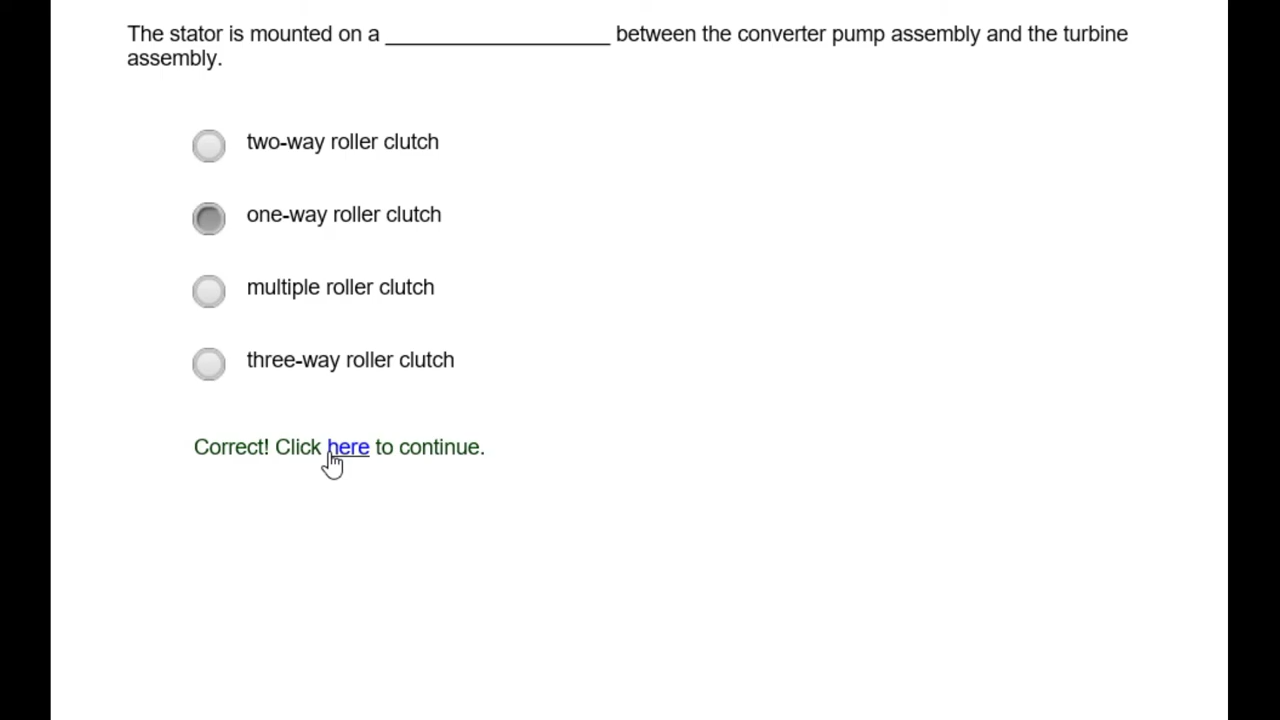 The stator is mounted on a ___________________ between the converter pump assembly and the turbine
assembly.
two-way roller clutch
one-way roller clutch
multiple roller clutch
three-way roller clutch
Correct! Click here to continue.